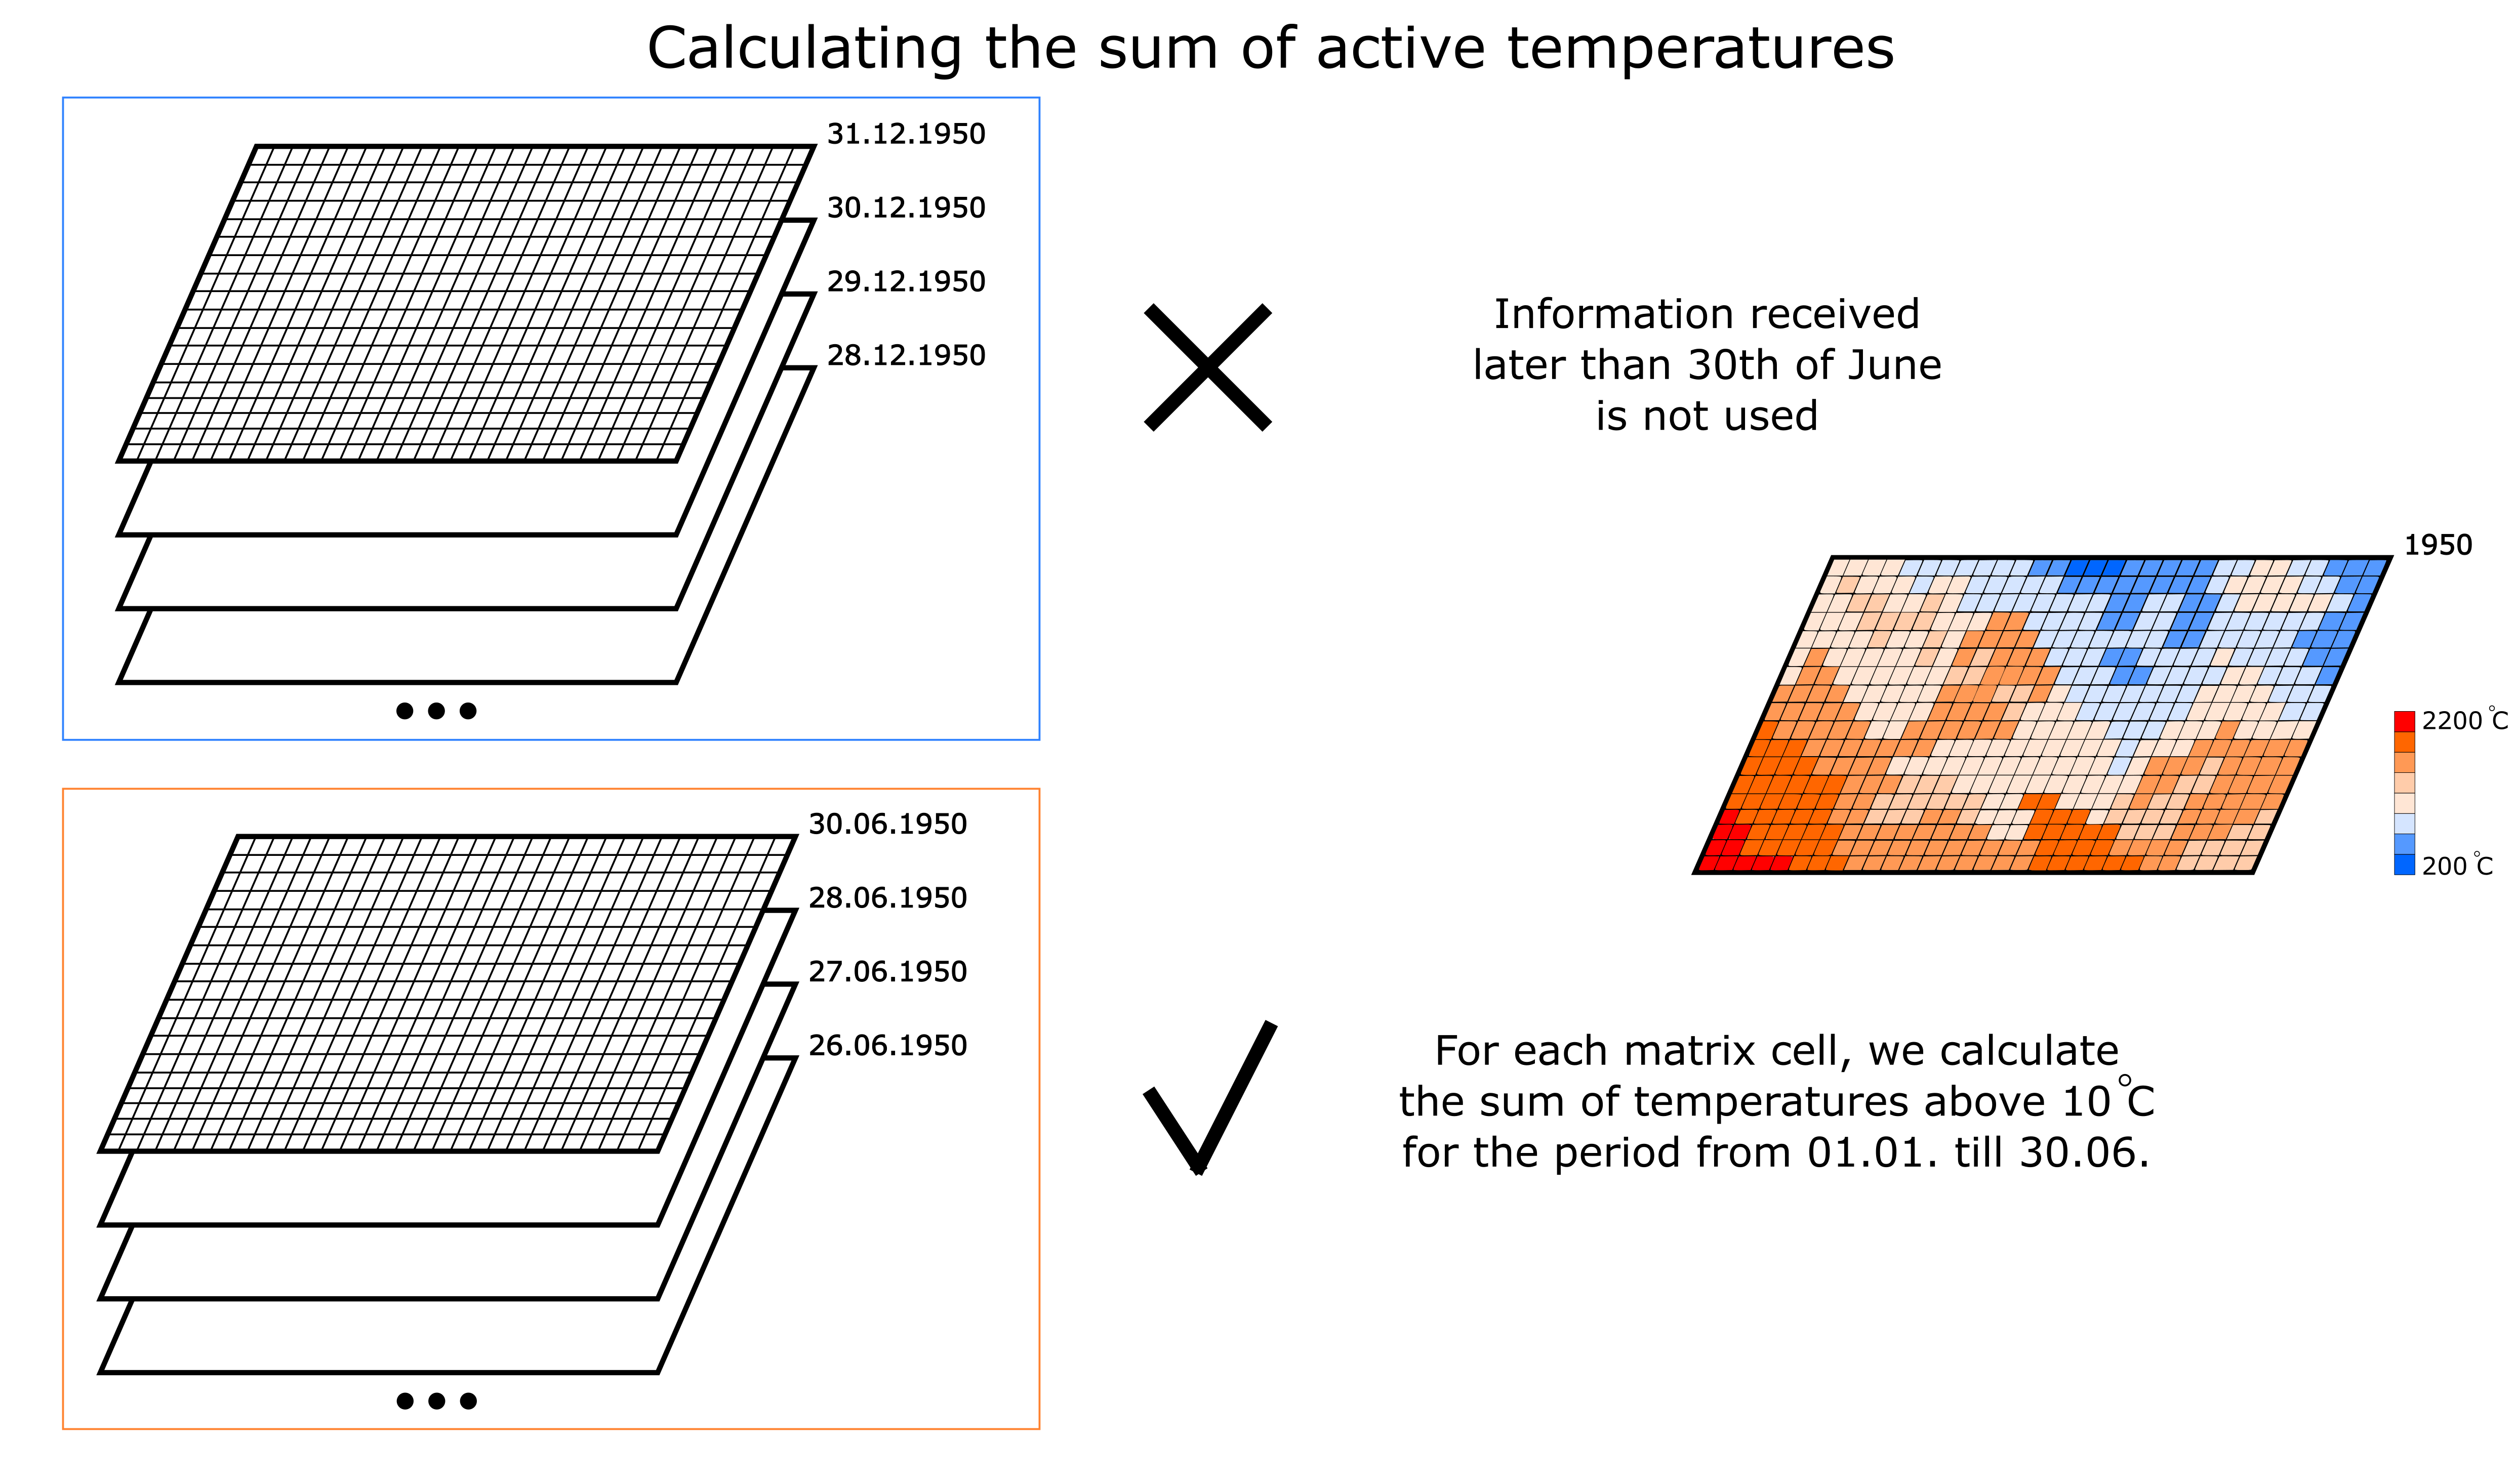 Calculating the sum of active temperatures
31.12.1950
30.12.1950
29.12.1950
28.12.1950
Information received
later than 30th of June
is not used
1950
2200 °C
200 °C
30.06.1950
28.06.1950
27.06.1950
26.06.1950
For each matrix cell, we calculate
the sum of temperatures above 10 °C
for the period from 01.01. till 30.06.